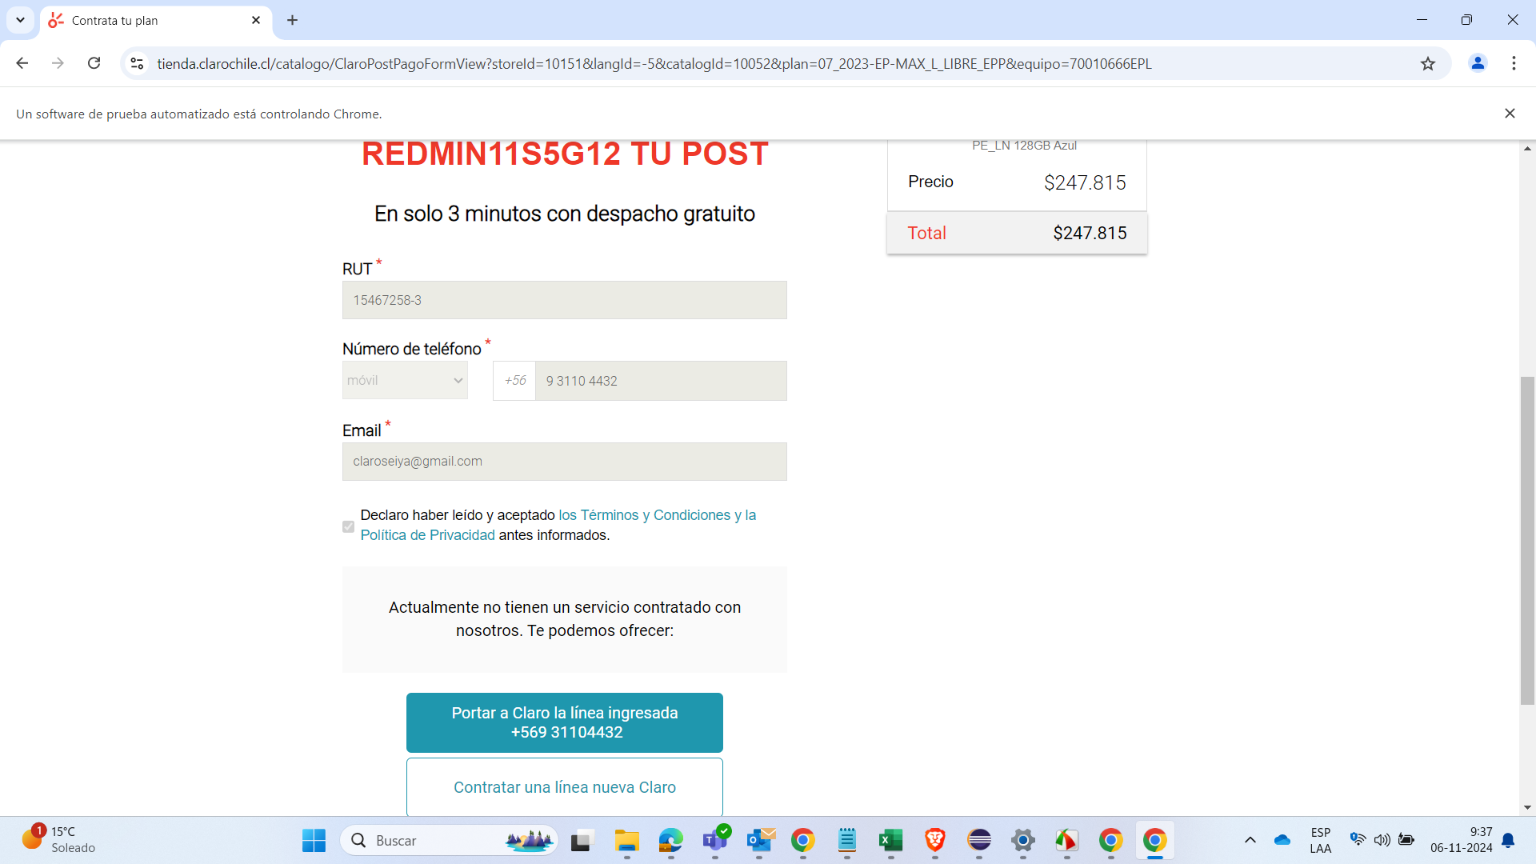 Contrata tu plan
tienda.clarochile.cl/catalogo/ClaroPostPagoFormView?storeId=10151&langId=-5&catalogId=10052&plan=07_2023-EP-MAX_L_LIBRE_EPP&equipo=70010666EPL
Un software de prueba automatizado está controlando Chrome.
REDMIN11S5G12 TU POST
En solo 3 minutos con despacho gratuito
RUT *
15467258-3
Número de teléfono *
móvil +56 9 3110 4432
Email *
claroseiya@gmail.com
Declaro haber leído y aceptado los Términos y Condiciones y la
Política de Privacidad antes informados.
Actualmente no tienen un servicio contratado con
nosotros. Te podemos ofrecer:
Portar a Claro la línea ingresada
+569 31104432
Contratar una línea nueva Claro
PE_LN 128GB Azul
Precio $247.815
Total $247.815
1
15°C
Soleado
Buscar
ESP
LAA
9:37
06-11-2024